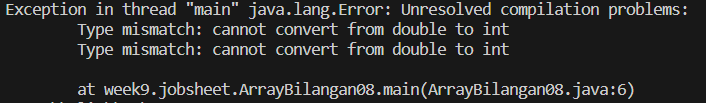 Exception in thread "main" java.lang.Error: Unresolved compilation problems:
Type mismatch: cannot convert from double to int
Type mismatch: cannot convert from double to int
at week9.jobsheet.ArrayBilangan08.main(ArrayBilangan08.java:6)